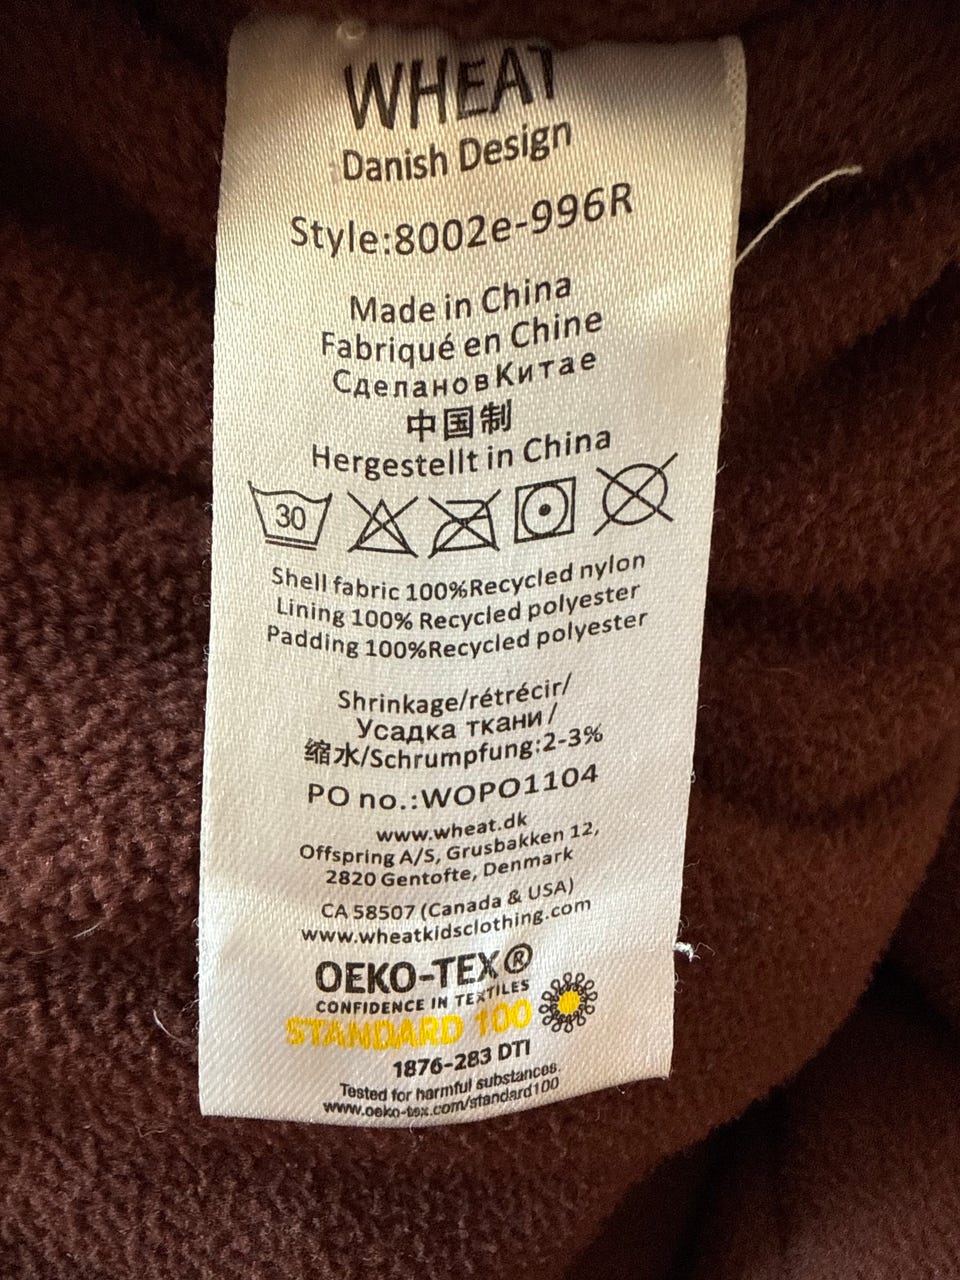 WHEAT
Danish Design
Style:8002e-996R
Made in China
Fabriqué en Chine
Сделано в Китае
中国制
Hergestellt in China
30
Shell fabric 100%Recycled nylon
Lining 100% Recycled polyester
Padding 100%Recycled polyester
Shrinkage/rétrécir/
Усадка ткани/
缩水/Schrumpfung:2-3%
PO no.:WOPO1104
www.wheat.dk
Offspring A/S, Grusbakken 12,
2820 Gentofte, Denmark
CA 58507 (Canada & USA)
www.wheatkidsclothing.com
OEKO-TEX®
CONFIDENCE IN TEXTILES
STANDARD 100
1876-283 DTI
Tested for harmful substances.
www.oeko-tex.com/standard100